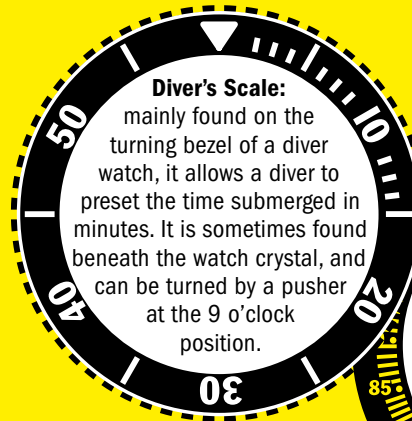 Diver's Scale:
mainly found on the
turning bezel of a diver
watch, it allows a diver to
preset the time submerged in
minutes. It is sometimes found
beneath the watch crystal, and
can be turned by a pusher
at the 9 o'clock
position.
10
20
30
40
50
85